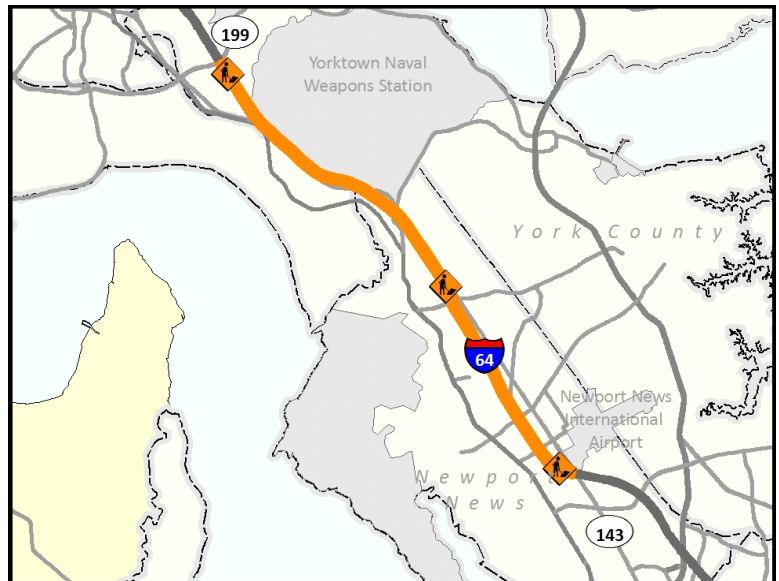 199
Yorktown Naval
Weapons Station
York County
64
Newport News
International
Airport
Newport
News
143